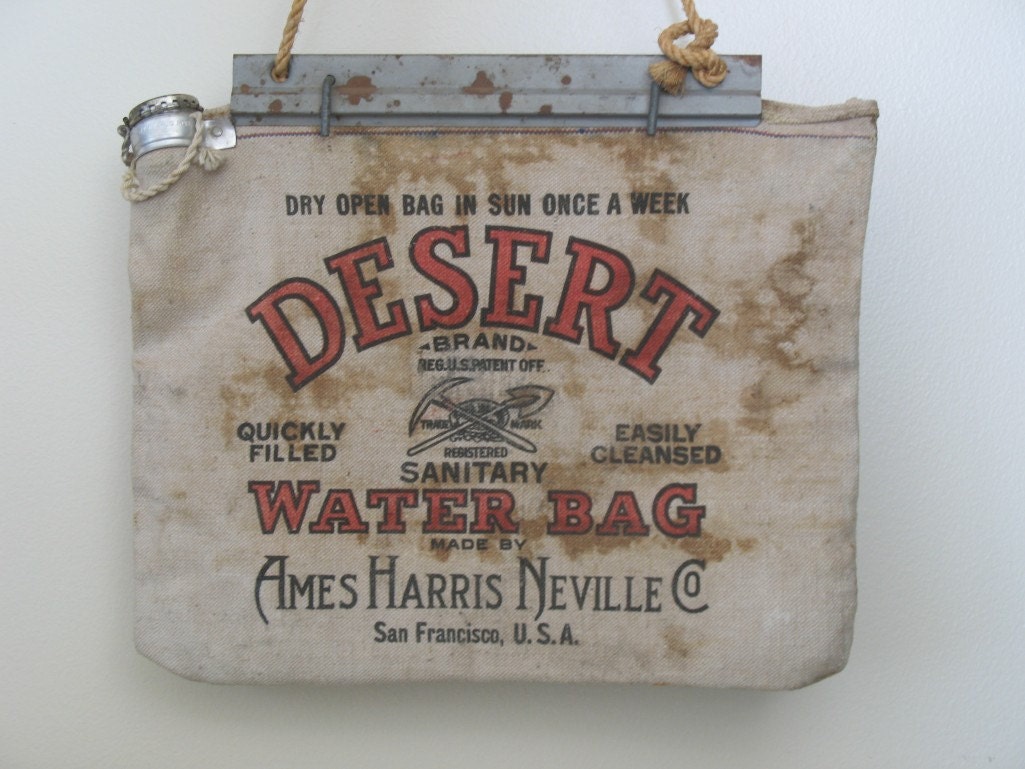 DRY OPEN BAG IN SUN ONCE A WEEK
DESERT
BRAND
REG.U.S.PATENT OFF.
TRADE MARK
REGISTERED
QUICKLY
FILLED
EASILY
CLEANSED
SANITARY
WATER BAG
MADE BY
AMES HARRIS NEVILLE CO
San Francisco, U.S.A.